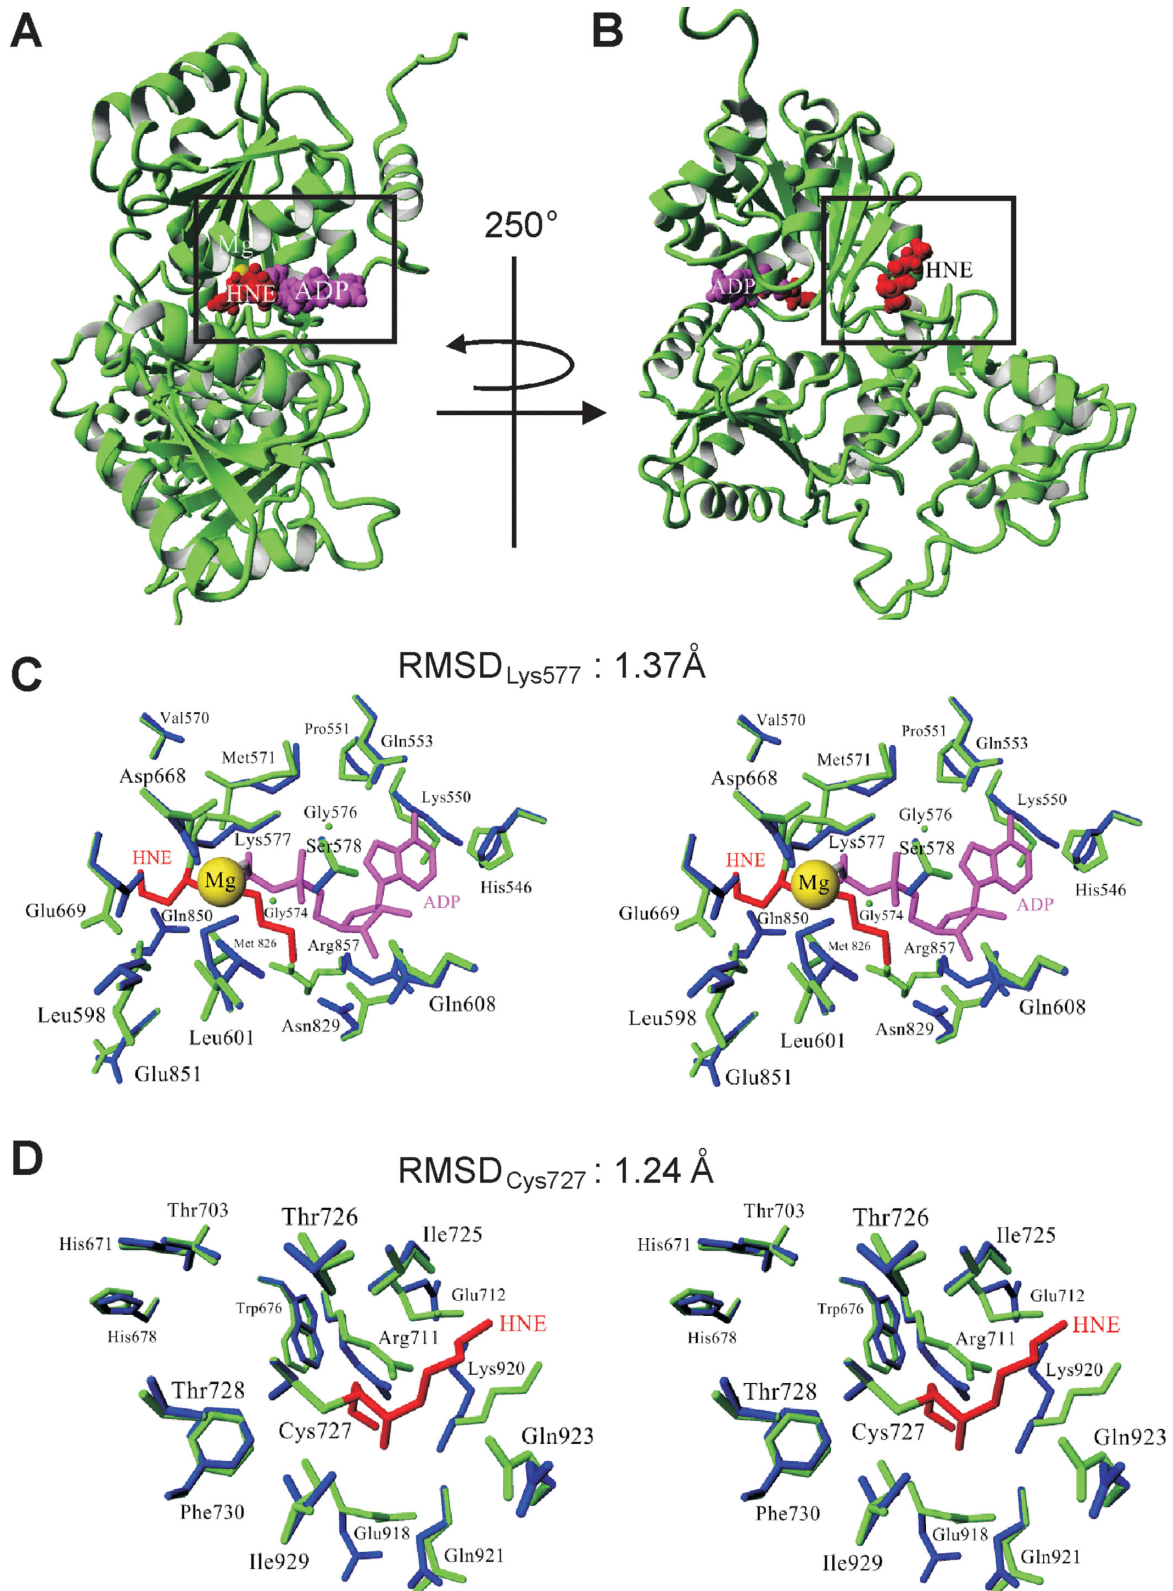 A
B
250°
Mg
HNE
ADP
ADP
HNE
C
RMSDLys577 : 1.37Å
Val570
Pro551
Gln553
Met571
Asp668
Gly576
Lys550
Lys577
Ser578
HNE
Mg
His546
ADP
Glu669
Gln850
Gly574
Met 826
Arg857
Leu598
Gln608
Asn829
Leu601
Glu851
Val570
Pro551
Gln553
Met571
Asp668
Gly576
Lys550
Lys577
Ser578
HNE
Mg
His546
ADP
Glu669
Gln850
Gly574
Met 826
Arg857
Leu598
Gln608
Asn829
Leu601
Glu851
D
RMSDCys727 : 1.24 Å
Thr703
Thr726
Ile725
His671
Glu712
Trp676
HNE
His678
Arg711
Lys920
Thr728
Cys727
Gln923
Phe730
Glu918
Ile929
Gln921
Thr703
Thr726
Ile725
His671
Glu712
Trp676
HNE
His678
Arg711
Lys920
Thr728
Cys727
Gln923
Phe730
Glu918
Ile929
Gln921